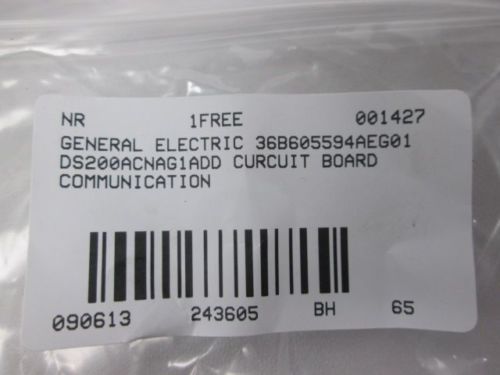 NR 1FREE 001427
GENERAL ELECTRIC 36B605594AEG01
DS200ACNAG1ADD CURCUIT BOARD
COMMUNICATION
090613 243605 BH 65